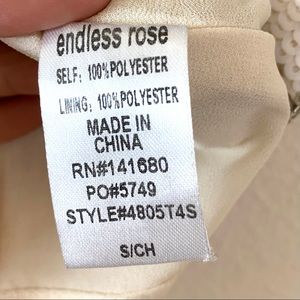 endless rose
SELF: 100%POLYESTER
LINING: 100%POLYESTER
MADE IN
CHINA
RN#141680
PO#5749
STYLE#4805T4S
S/CH